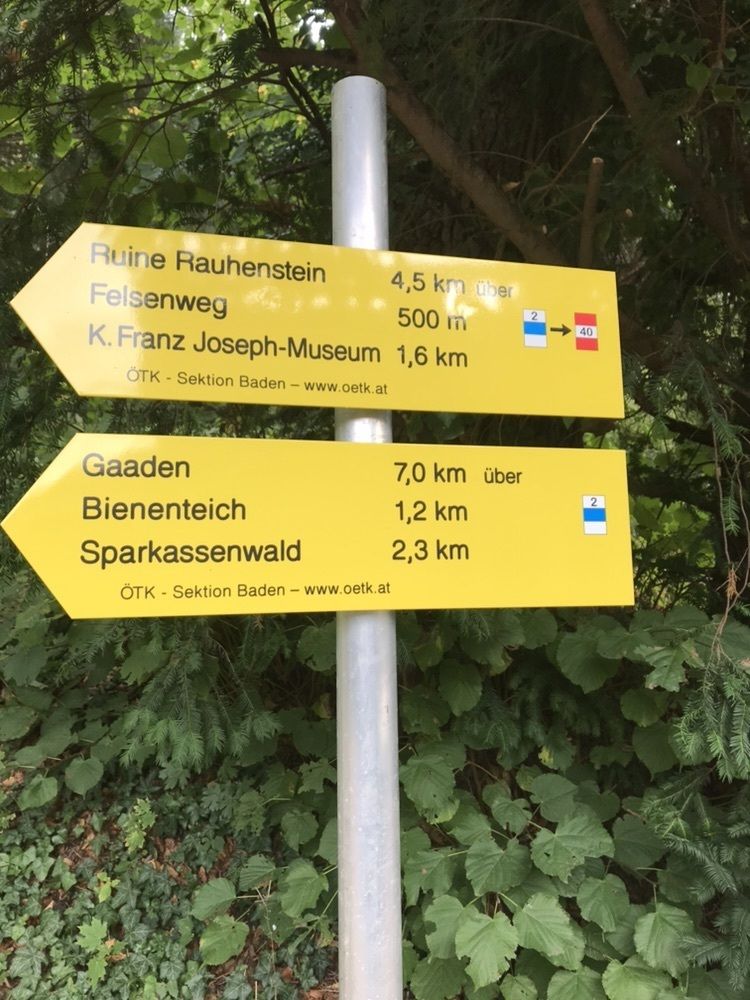 Ruine Rauhenstein 4,5 km über
Felsenweg 500 m 2 → 40
K. Franz Joseph-Museum 1,6 km
ÖTK - Sektion Baden – www.oetk.at
Gaaden 7,0 km über
Bienenteich 1,2 km 2
Sparkassenwald 2,3 km
ÖTK - Sektion Baden – www.oetk.at